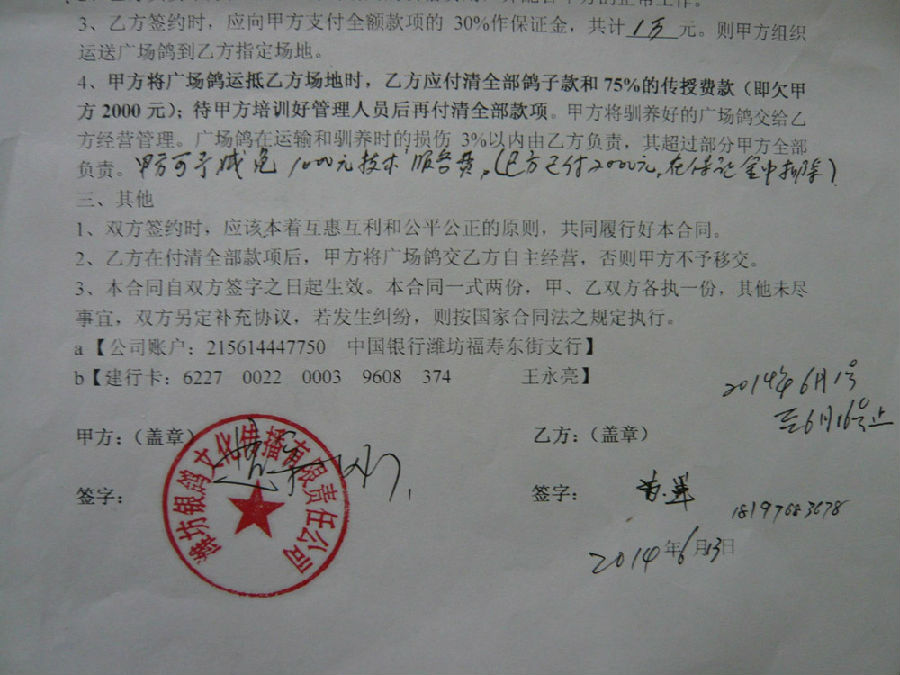 3、乙方签约时，应向甲方支付全额款项的 30%作保证金，共计1万元。则甲方组织
运送广场鸽到乙方指定场地。
4、甲方将广场鸽运抵乙方场地时，乙方应付清全部鸽子款和 75%的传授费款（即欠甲
方 2000 元）；待甲方培训好管理人员后再付清全部款项。甲方将驯养好的广场鸽交给乙
方经营管理。广场鸽在运输和驯养时的损伤 3%以内由乙方负责，其超过部分甲方全部
负责。甲方可予减免1000元技术服务费。(乙方已付2000元,在保证金中扣除)
三、其他
1、双方签约时，应该本着互惠互利和公平公正的原则，共同履行好本合同。
2、乙方在付清全部款项后，甲方将广场鸽交乙方自主经营，否则甲方不予移交。
3、本合同自双方签字之日起生效。本合同一式两份，甲、乙双方各执一份，其他未尽
事宜，双方另定补充协议，若发生纠纷，则按国家合同法之规定执行。
a【公司账户：215614447750 中国银行潍坊福寿东街支行】
b【建行卡：6227 0022 0003 9608 374 王永亮】
2014年6月1号
至6月16号止
甲方：（盖章）
乙方：（盖章）
潍坊银鸽文化传播有限责任公司
签字：
签字：
2014年6月13日